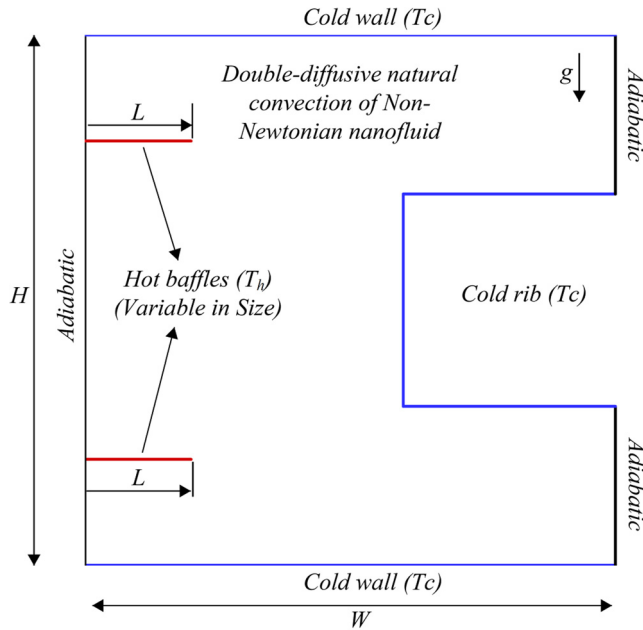 Cold wall (Tc)
Double-diffusive natural
convection of Non-
Newtonian nanofluid
g
Adiabatic
L
H
Adiabatic
Hot baffles (Th)
(Variable in Size)
Cold rib (Tc)
L
Adiabatic
Cold wall (Tc)
W